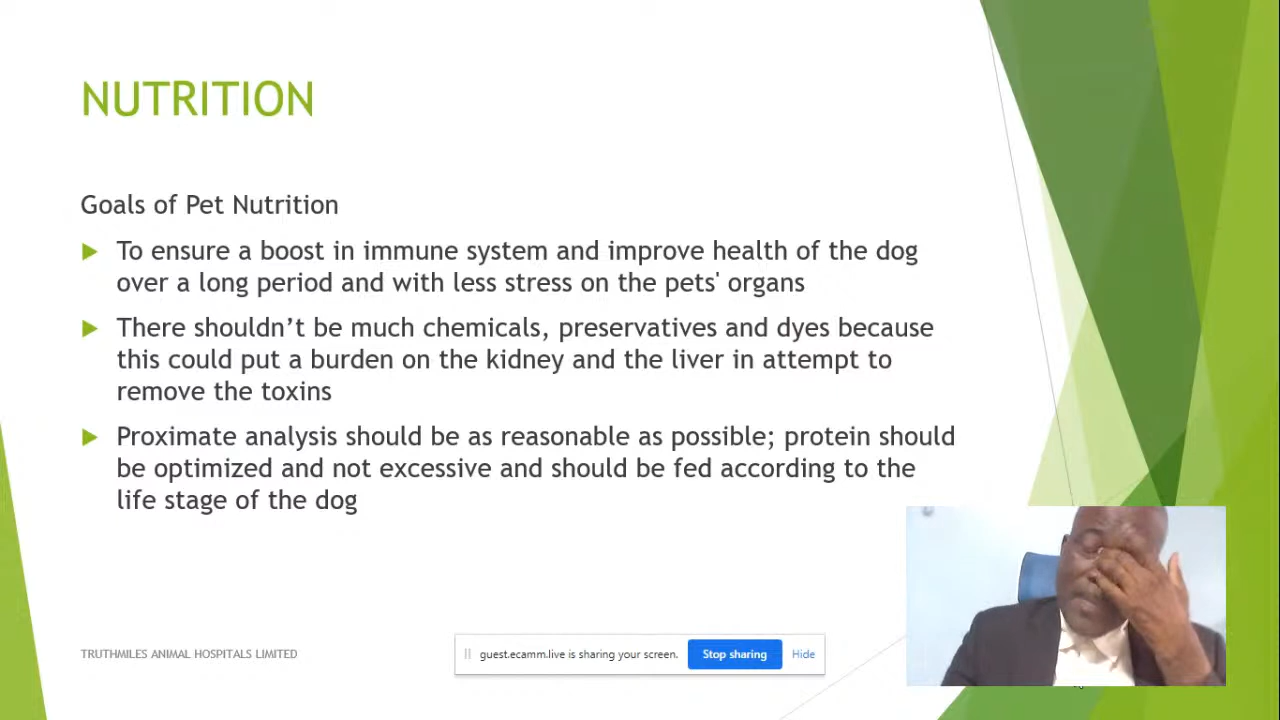 NUTRITION
Goals of Pet Nutrition
To ensure a boost in immune system and improve health of the dog
over a long period and with less stress on the pets' organs
There shouldn’t be much chemicals, preservatives and dyes because
this could put a burden on the kidney and the liver in attempt to
remove the toxins
Proximate analysis should be as reasonable as possible; protein should
be optimized and not excessive and should be fed according to the
life stage of the dog
TRUTHMILES ANIMAL HOSPITALS LIMITED
guest.ecamm.live is sharing your screen.
Stop sharing
Hide